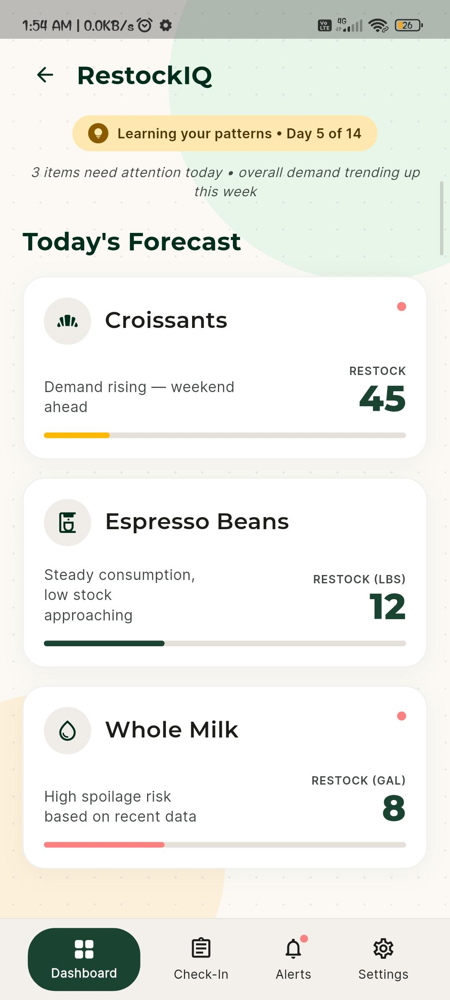 1:54 AM | 0.0KB/s
Vo LTE 4G 26
RestockIQ
Learning your patterns • Day 5 of 14
3 items need attention today • overall demand trending up
this week
Today's Forecast
Croissants
RESTOCK
Demand rising — weekend
ahead
45
Espresso Beans
Steady consumption,
low stock
approaching
RESTOCK (LBS)
12
Whole Milk
RESTOCK (GAL)
High spoilage risk
based on recent data
8
Dashboard
Check-In
Alerts
Settings